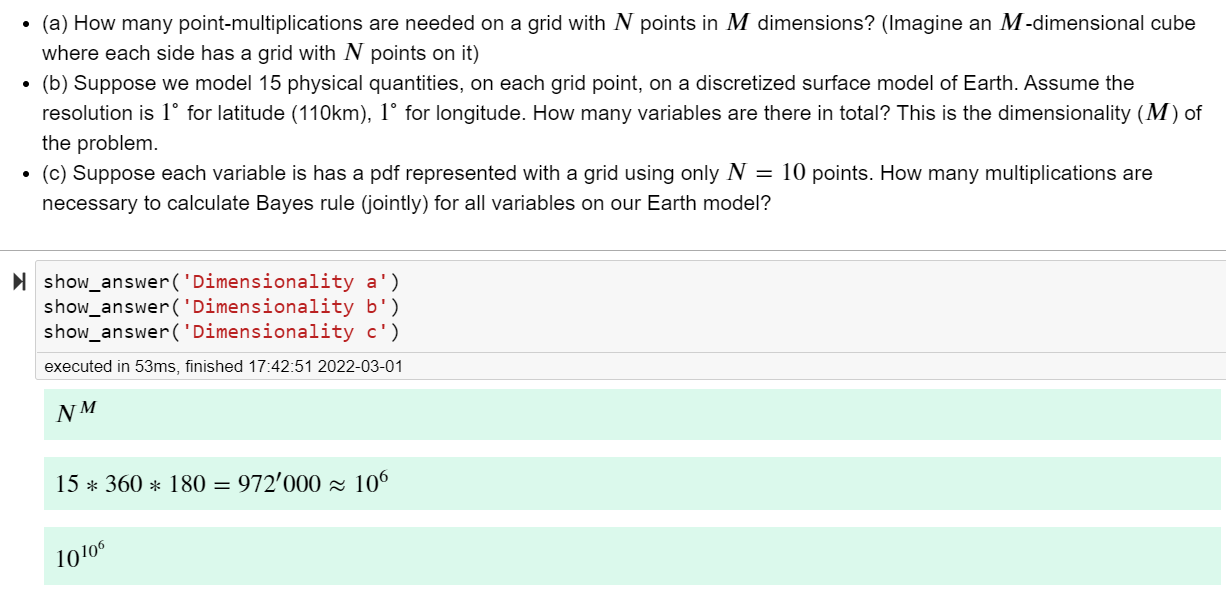 • (a) How many point-multiplications are needed on a grid with N points in M dimensions? (Imagine an M-dimensional cube
where each side has a grid with N points on it)
• (b) Suppose we model 15 physical quantities, on each grid point, on a discretized surface model of Earth. Assume the
resolution is 1° for latitude (110km), 1° for longitude. How many variables are there in total? This is the dimensionality (M) of
the problem.
• (c) Suppose each variable is has a pdf represented with a grid using only N = 10 points. How many multiplications are
necessary to calculate Bayes rule (jointly) for all variables on our Earth model?
show_answer('Dimensionality a')
show_answer('Dimensionality b')
show_answer('Dimensionality c')
executed in 53ms, finished 17:42:51 2022-03-01
N^M
15 * 360 * 180 = 972′000 ≈ 10^6
10^{10^6}